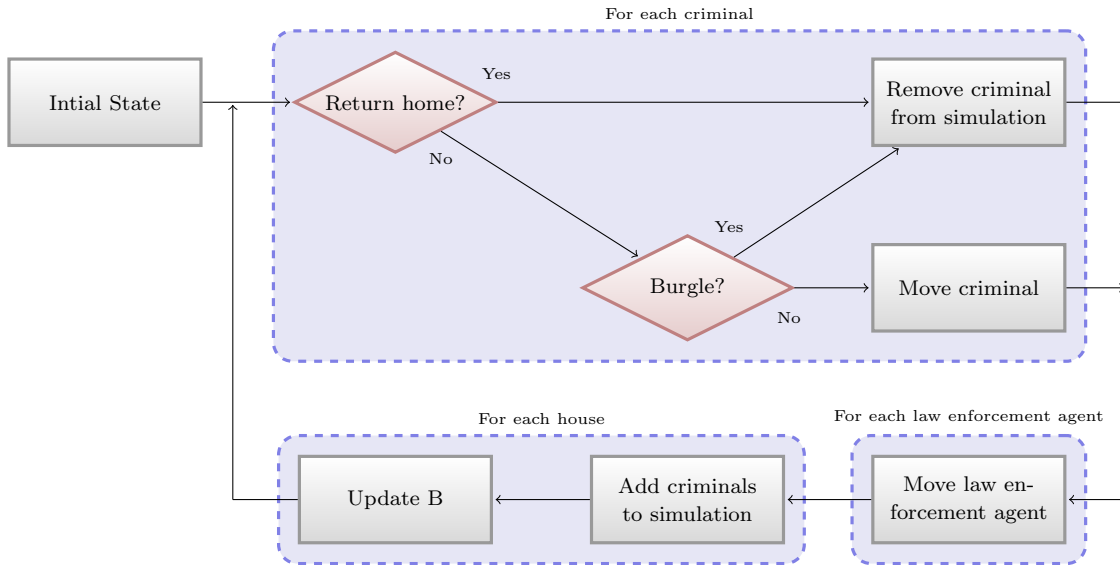 For each criminal
Intial State
Return home?
Yes
No
Remove criminal
from simulation
Yes
Burgle?
No
Move criminal
For each house
For each law enforcement agent
Update B
Add criminals
to simulation
Move law en-
forcement agent